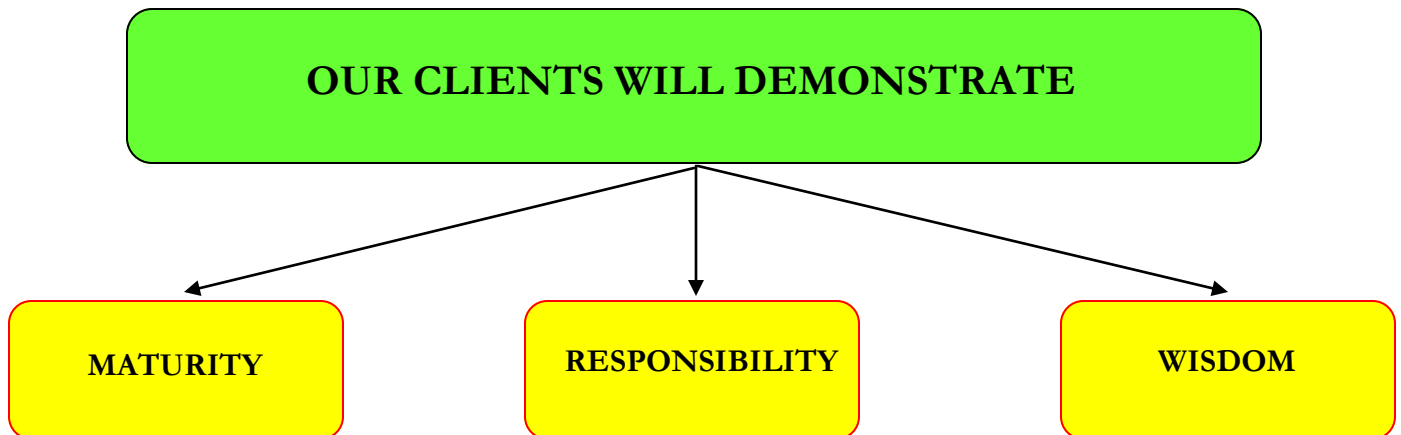 OUR CLIENTS WILL DEMONSTRATE
MATURITY
RESPONSIBILITY
WISDOM